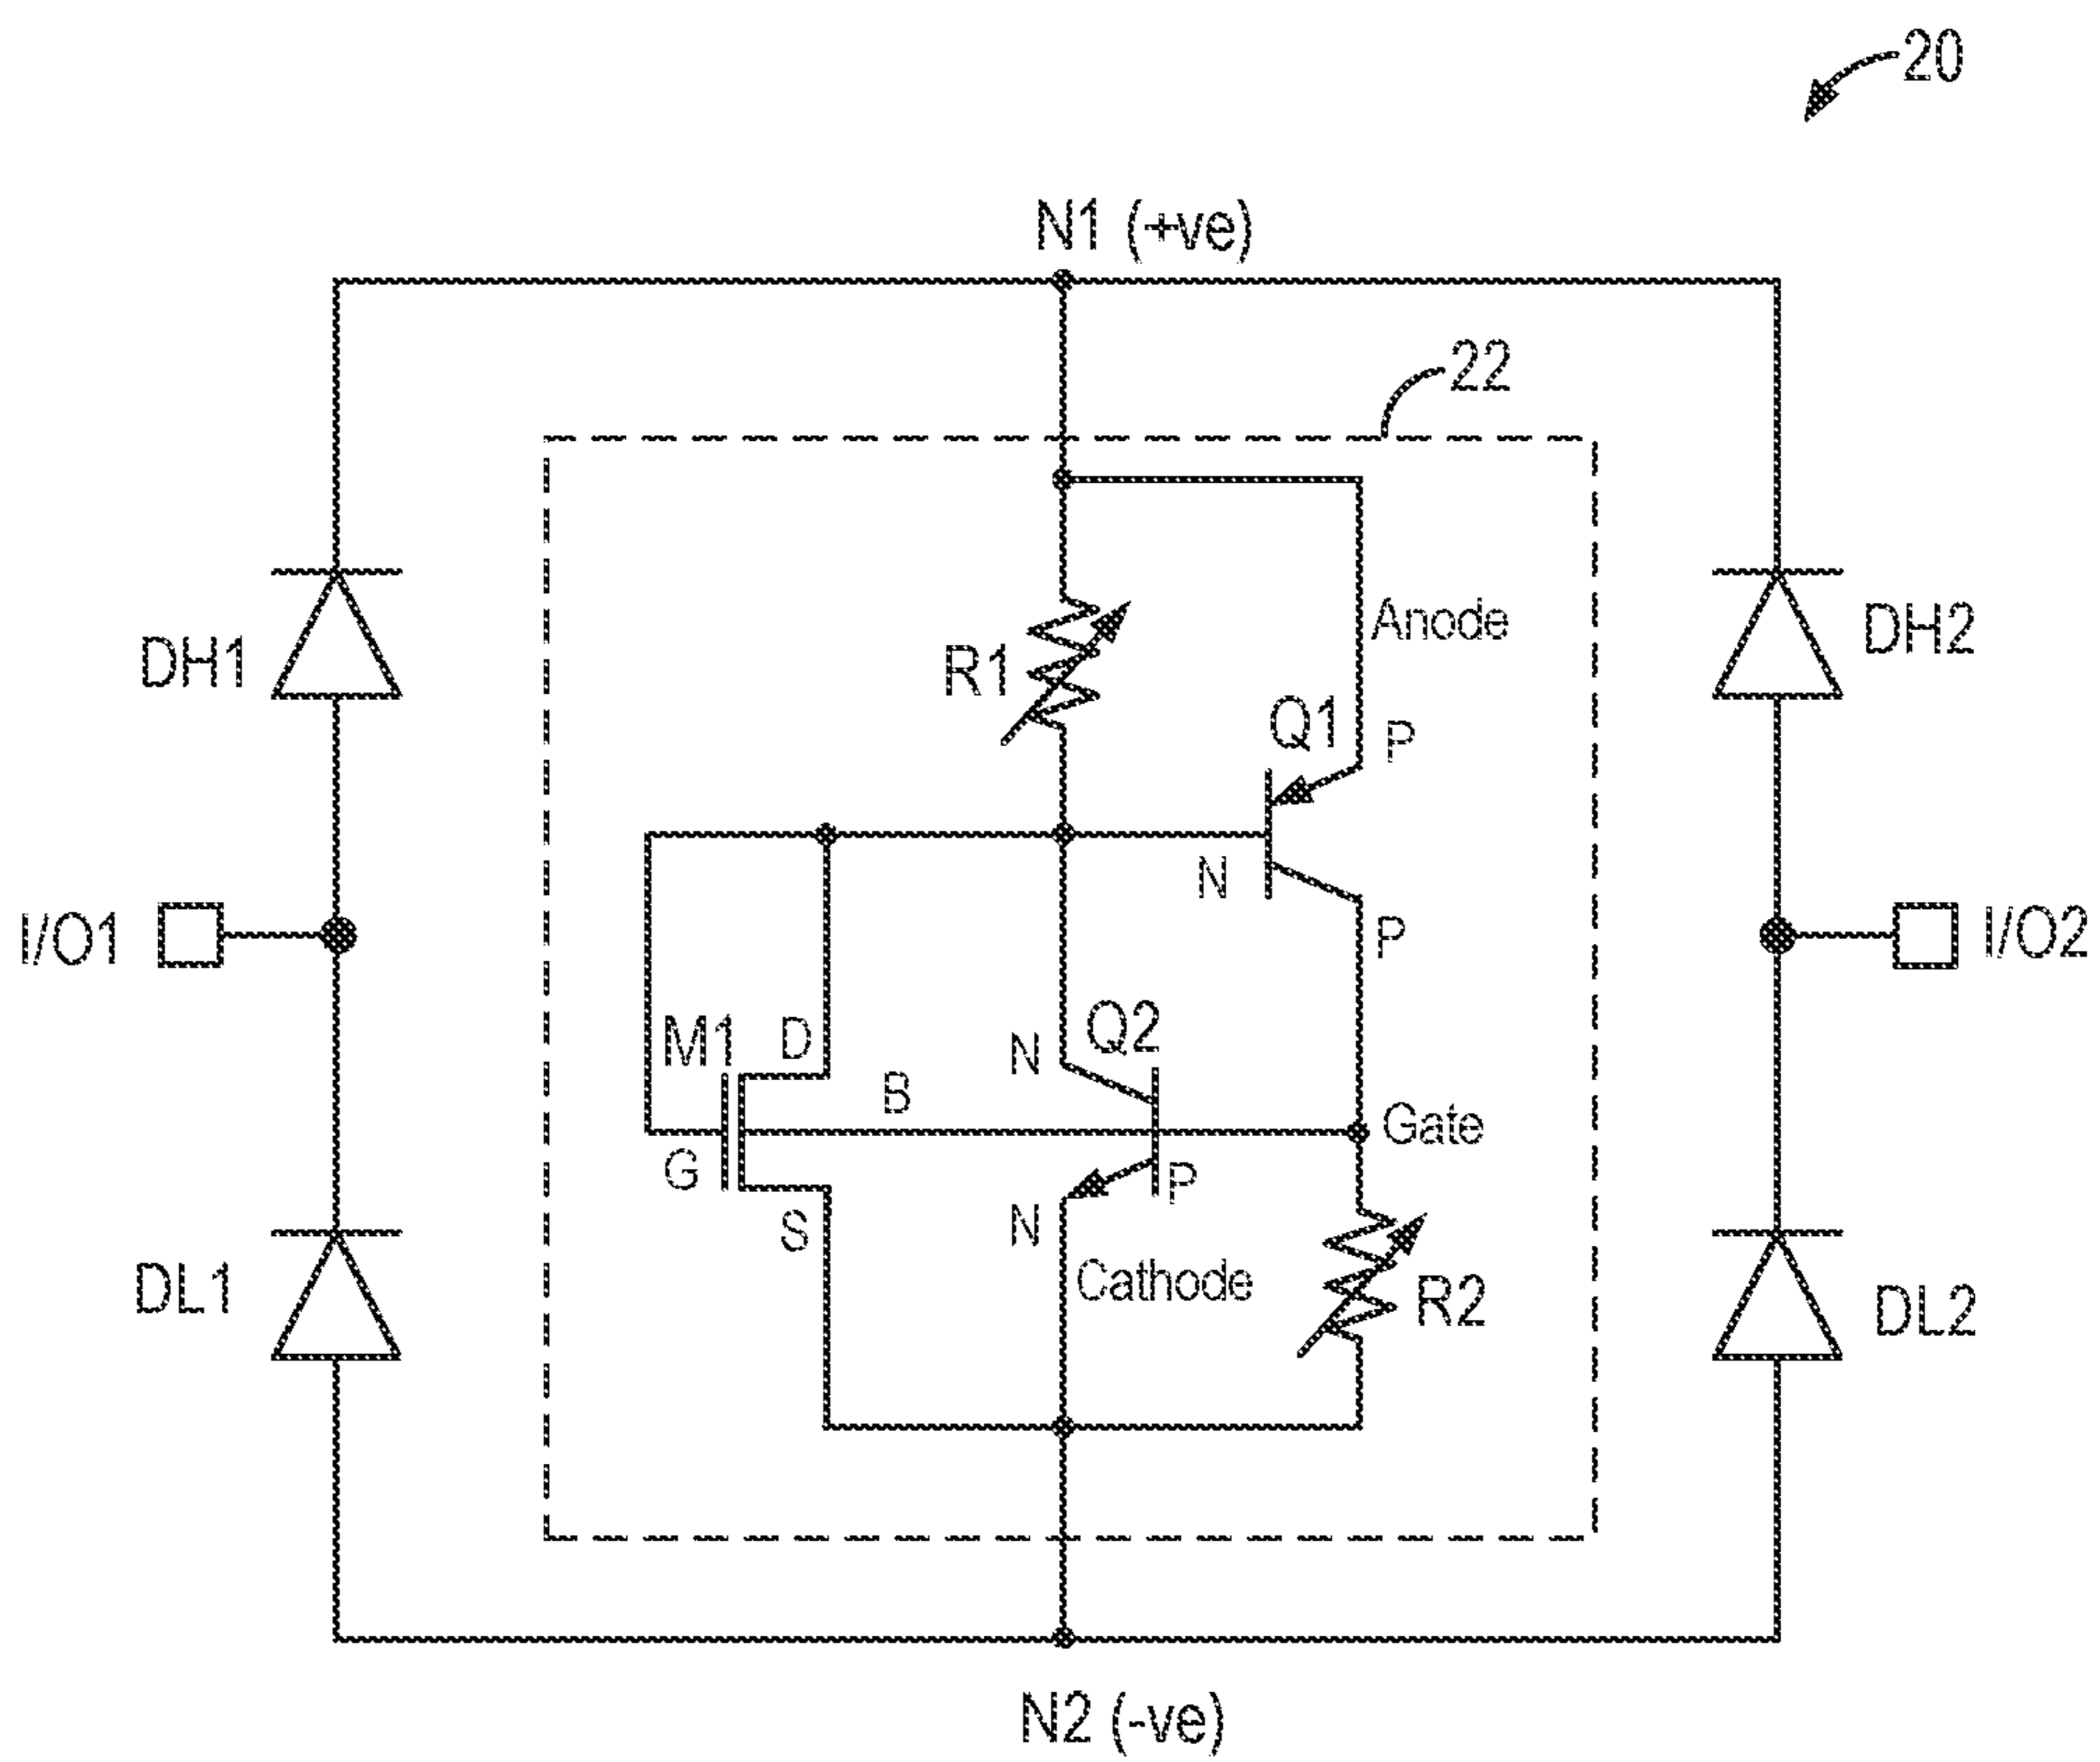 20
N1 (+ve)
22
Anode
DH1
R1
DH2
Q1
P
N
P
I/O1
I/O2
M1
D
Q2
N
B
Gate
G
P
S
N
Cathode
DL1
R2
DL2
N2 (-ve)